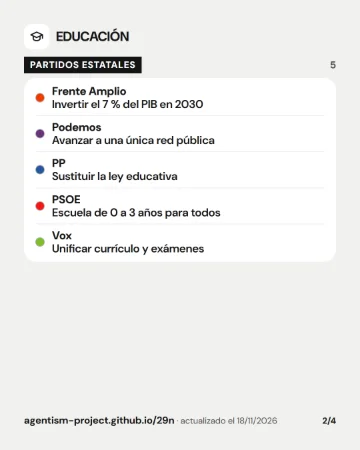 EDUCACIÓN
PARTIDOS ESTATALES 5
Frente Amplio
Invertir el 7 % del PIB en 2030
Podemos
Avanzar a una única red pública
PP
Sustituir la ley educativa
PSOE
Escuela de 0 a 3 años para todos
Vox
Unificar currículo y exámenes
agentism-project.github.io/29n · actualizado el 18/11/2026 2/4